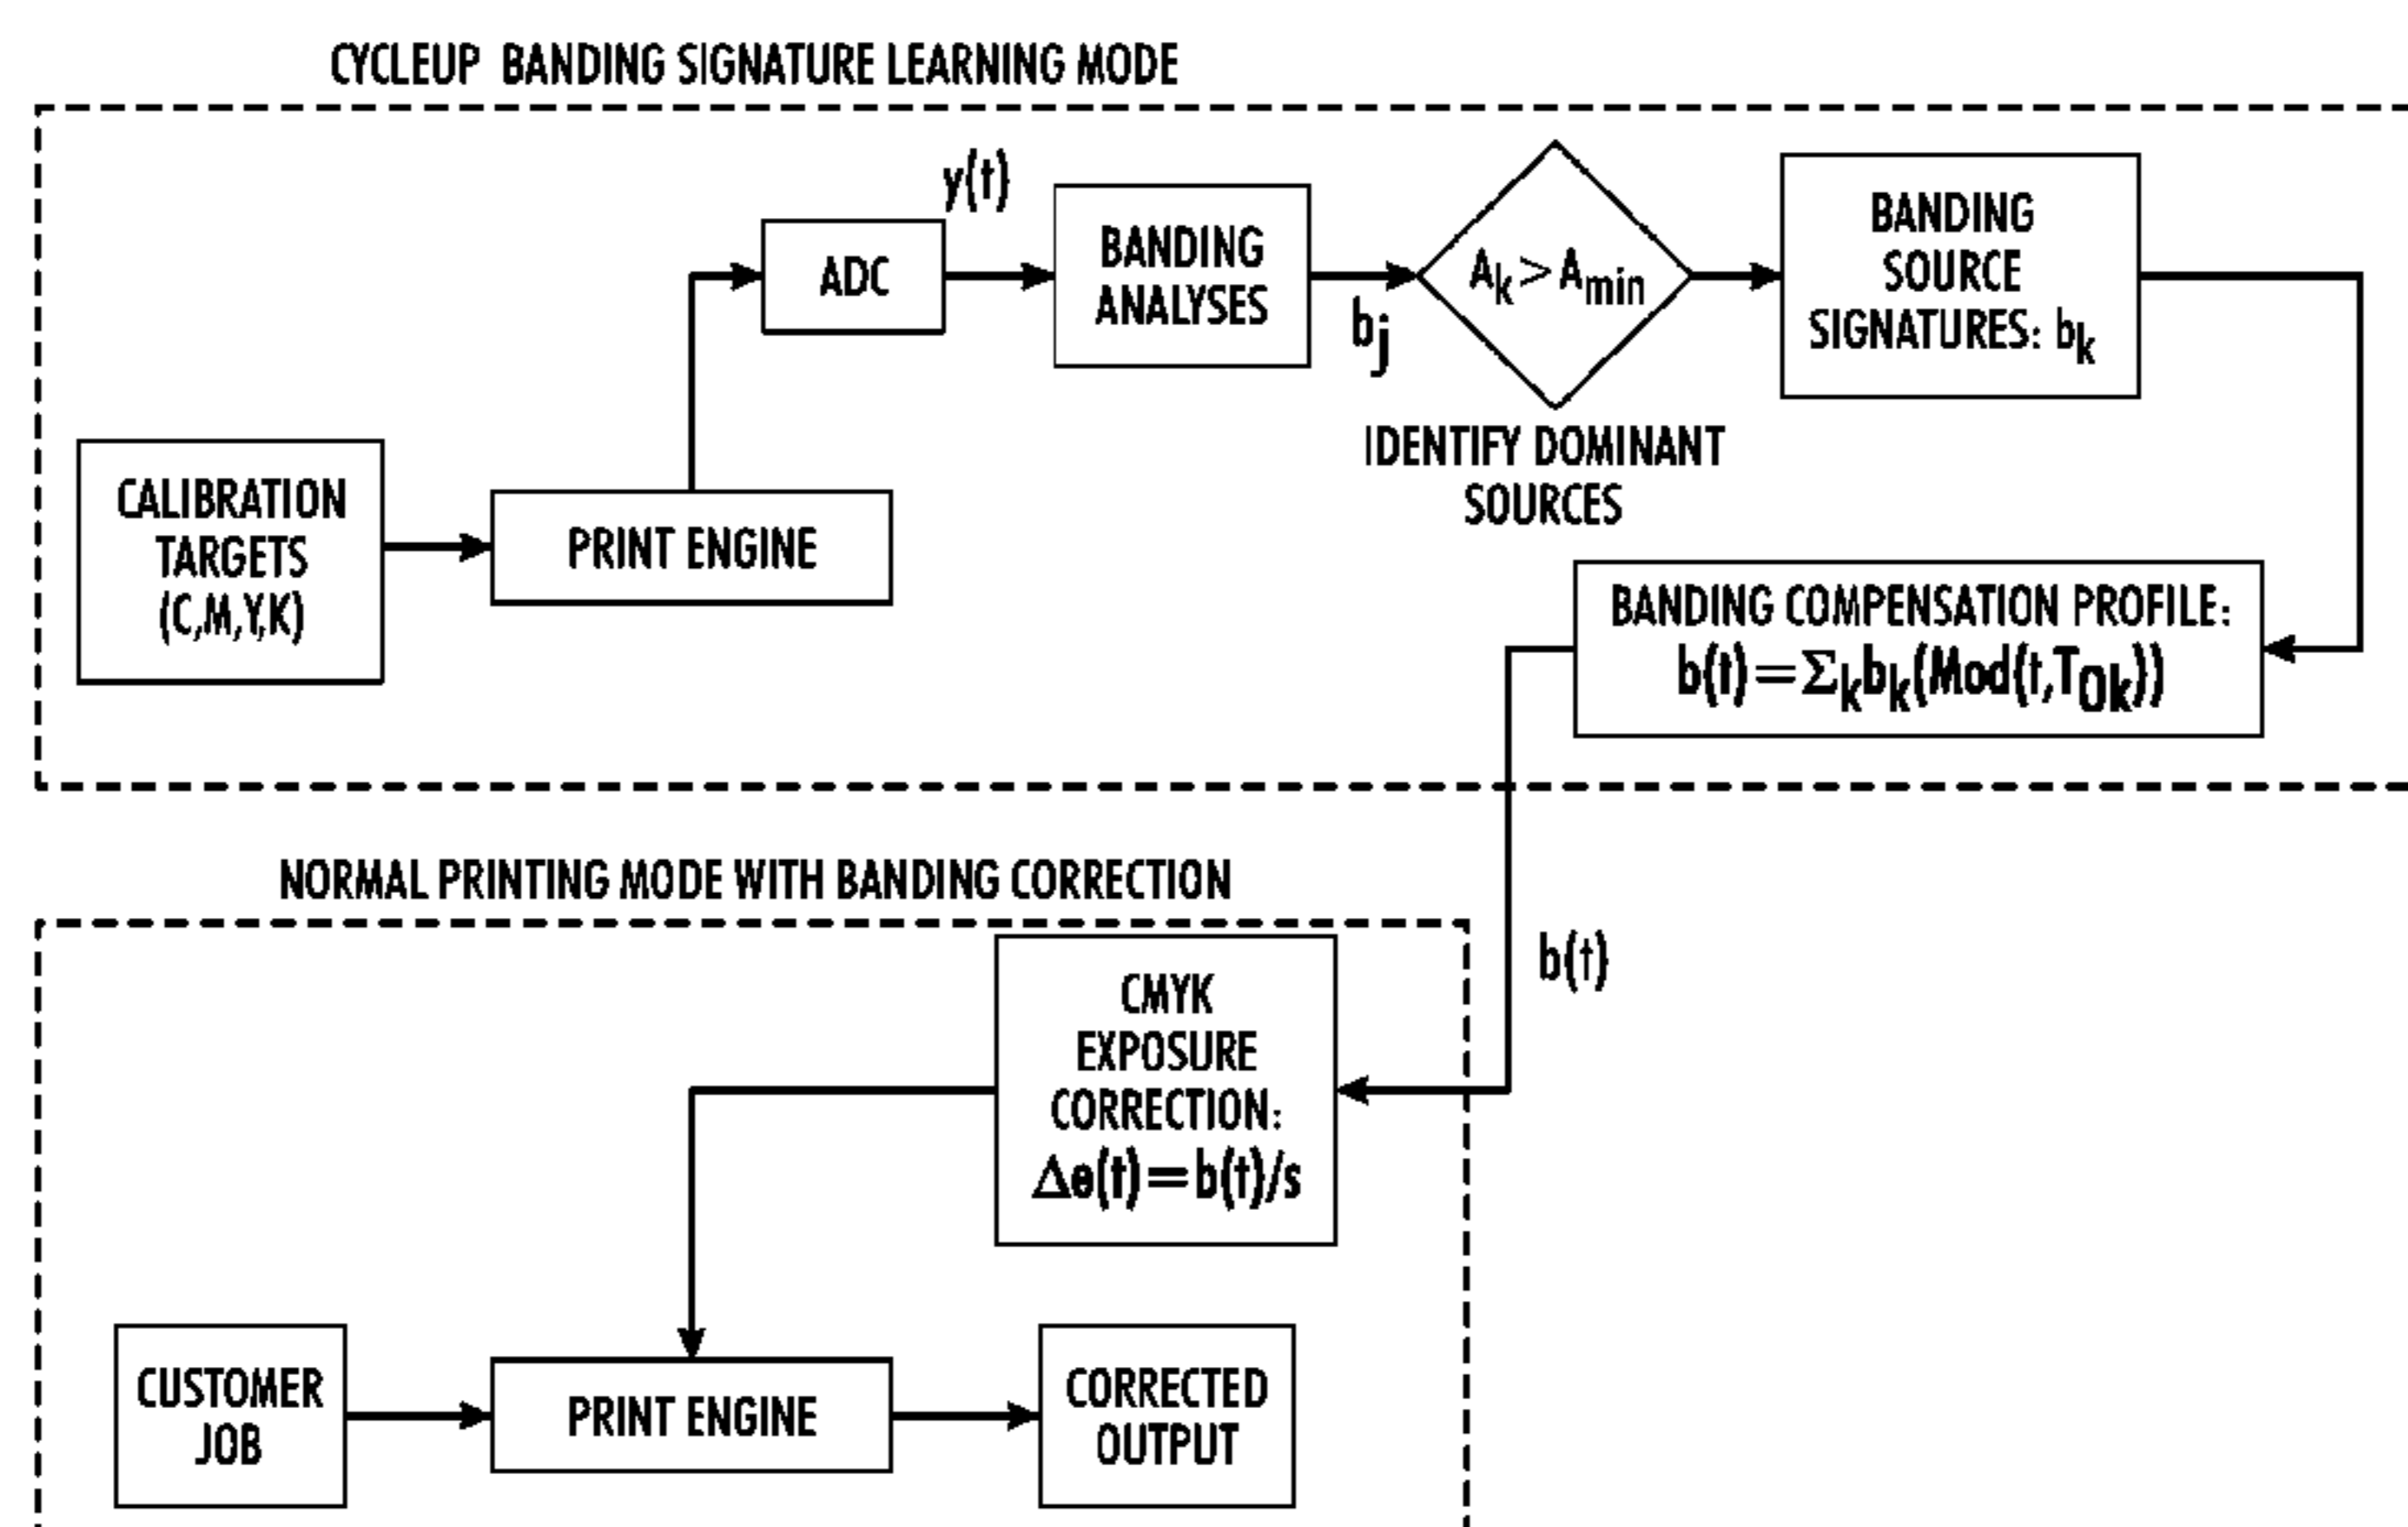 CYCLEUP BANDING SIGNATURE LEARNING MODE
y(t)
ADC
BANDING
ANALYSES
bj
Ak>Amin
IDENTIFY DOMINANT
SOURCES
BANDING
SOURCE
SIGNATURES: bk
CALIBRATION
TARGETS
(C,M,Y,K)
PRINT ENGINE
BANDING COMPENSATION PROFILE:
b(t)=Σkbk(Mod(t,T0k))
NORMAL PRINTING MODE WITH BANDING CORRECTION
b(t)
CMYK
EXPOSURE
CORRECTION:
Δe(t)=b(t)/s
CUSTOMER
JOB
PRINT ENGINE
CORRECTED
OUTPUT